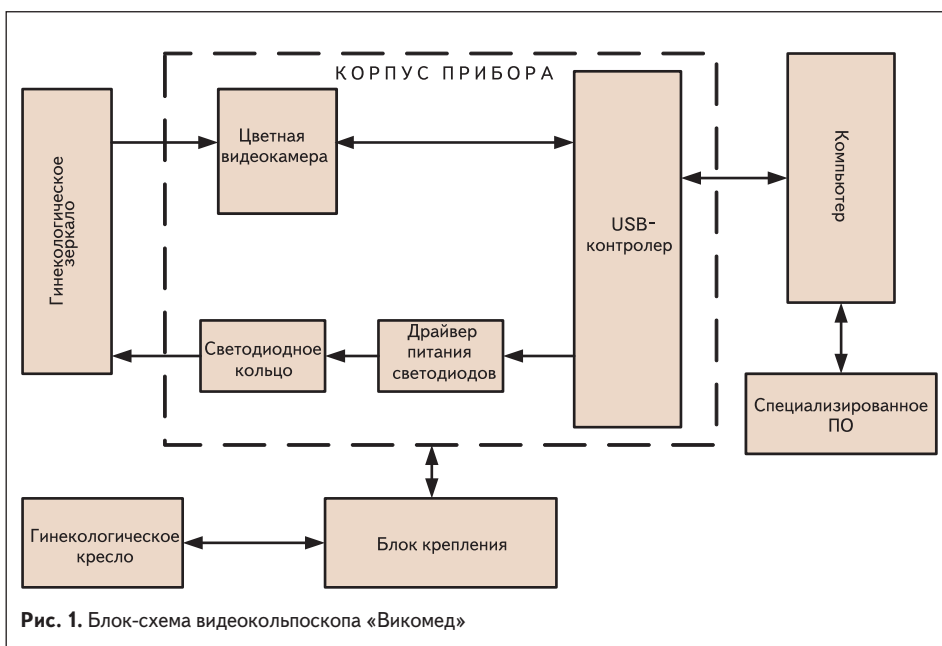 КОРПУС ПРИБОРА
Гинекологическое
зеркало
Цветная
видеокамера
USB-
контролер
Компьютер
Светодиодное
кольцо
Драйвер
питания
светодиодов
Специализированное
ПО
Гинекологическое
кресло
Блок крепления
Рис. 1. Блок-схема видеокольпоскопа «Викомед»